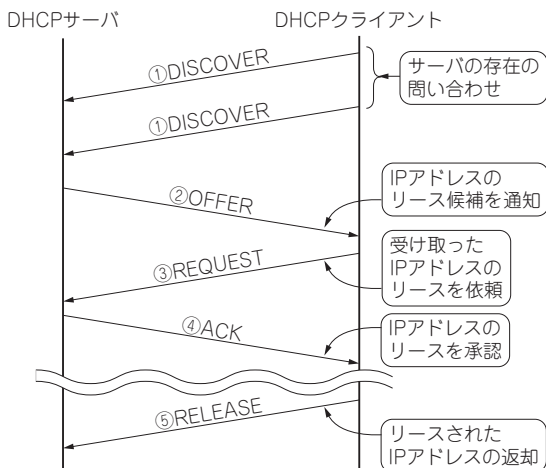 DHCPサーバ
DHCPクライアント
①DISCOVER
サーバの存在の
問い合わせ
①DISCOVER
②OFFER
IPアドレスの
リース候補を通知
③REQUEST
受け取った
IPアドレスの
リースを依頼
④ACK
IPアドレスの
リースを承認
⑤RELEASE
リースされた
IPアドレスの返却